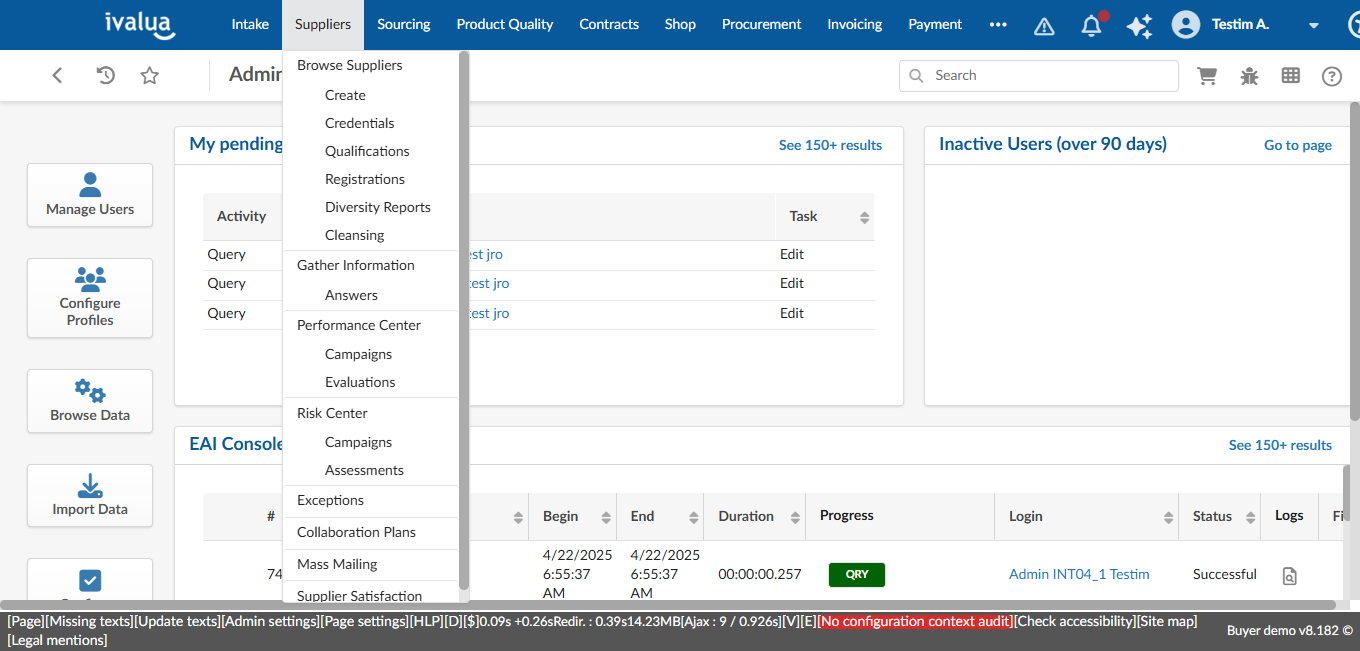 ivalua Intake Suppliers Sourcing Product Quality Contracts Shop Procurement Invoicing Payment Testim A.
Search
Browse Suppliers
Create
Credentials
Qualifications
Registrations
Diversity Reports
Cleansing
Gather Information
Answers
Performance Center
Campaigns
Evaluations
Risk Center
Campaigns
Assessments
Exceptions
Collaboration Plans
Mass Mailing
Supplier Satisfaction
Manage Users
Configure
Profiles
Browse Data
Import Data
My pending
See 150+ results
Activity Task
Query est jro Edit
Query test jro Edit
Query test jro Edit
Inactive Users (over 90 days) Go to page
EAI Console
See 150+ results
# Begin End Duration Progress Login Status Logs Fi
4/22/2025 4/22/2025
74 6:55:37 6:55:37 00:00:00.257 QRY Admin INT04_1 Testim Successful
AM AM
[Page][Missing texts][Update texts][Admin settings][Page settings][HLP][D][$]0.09s +0.26sRedir. : 0.39s14.23MB[Ajax : 9 / 0.926s][V][E][No configuration context audit][Check accessibility][Site map]
[Legal mentions]
Buyer demo v8.182 ©